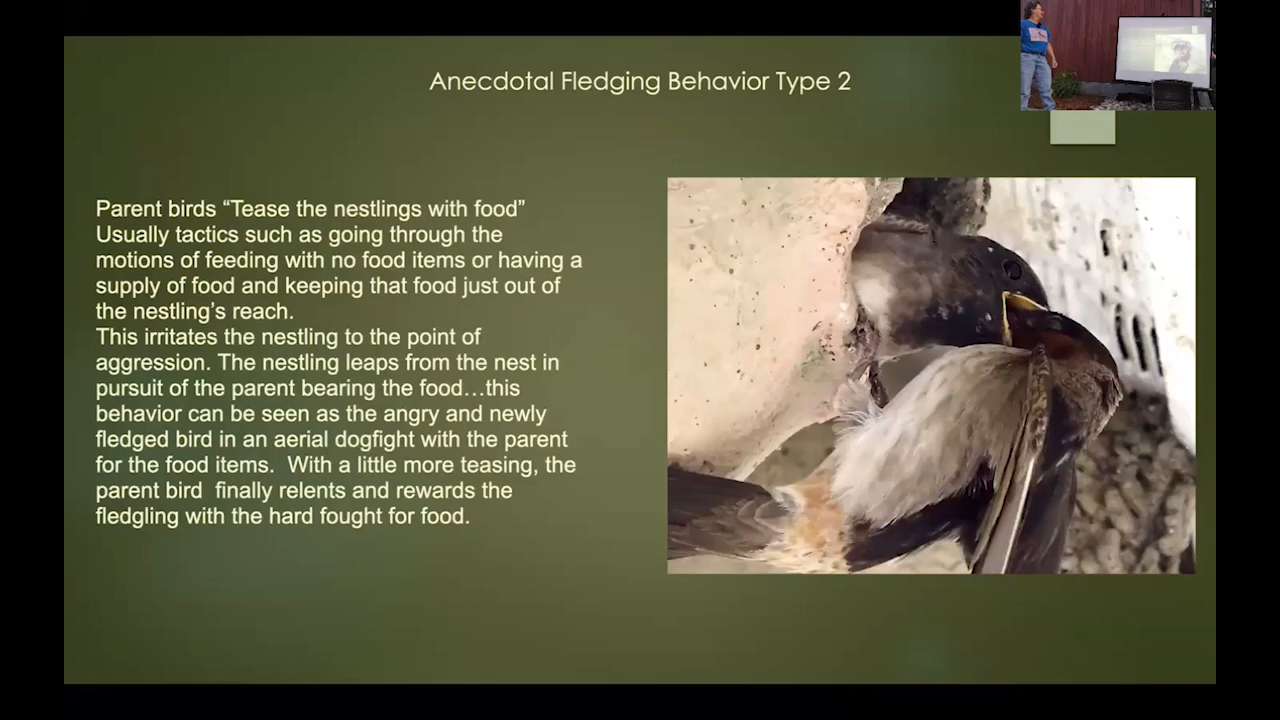 Anecdotal Fledging Behavior Type 2
Parent birds “Tease the nestlings with food”
Usually tactics such as going through the
motions of feeding with no food items or having a
supply of food and keeping that food just out of
the nestling’s reach.
This irritates the nestling to the point of
aggression. The nestling leaps from the nest in
pursuit of the parent bearing the food…this
behavior can be seen as the angry and newly
fledged bird in an aerial dogfight with the parent
for the food items.  With a little more teasing, the
parent bird  finally relents and rewards the
fledgling with the hard fought for food.